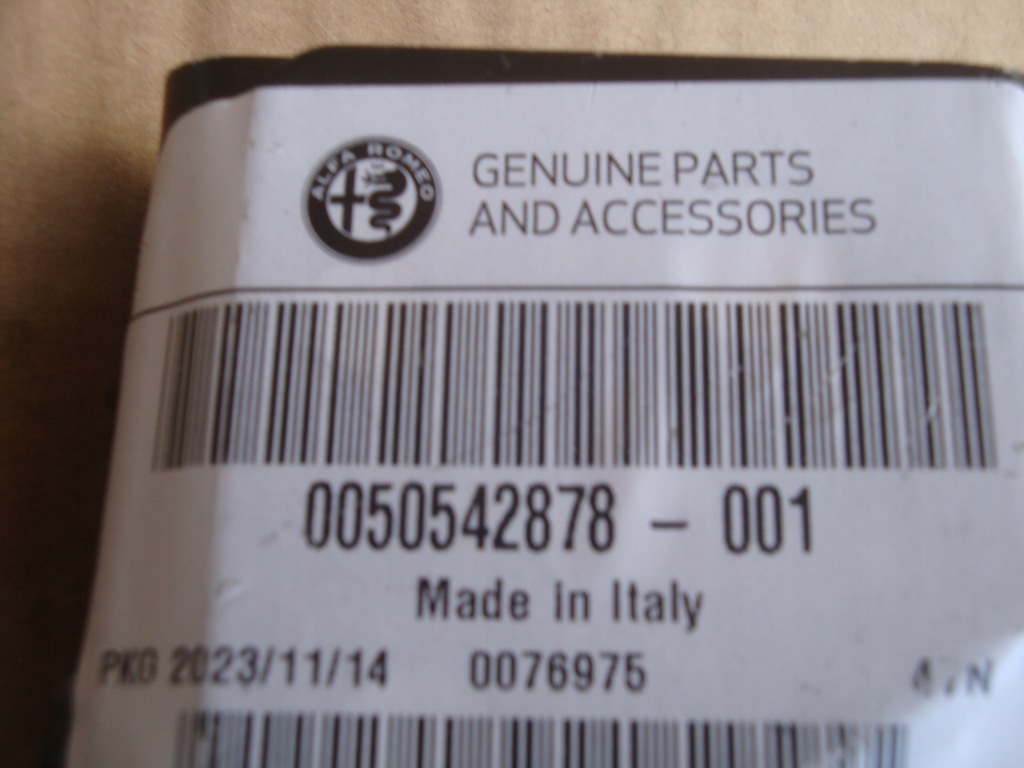 ALFA ROMEO
GENUINE PARTS
AND ACCESSORIES
0050542878 - 001
Made in Italy
PKG 2023/11/14 0076975